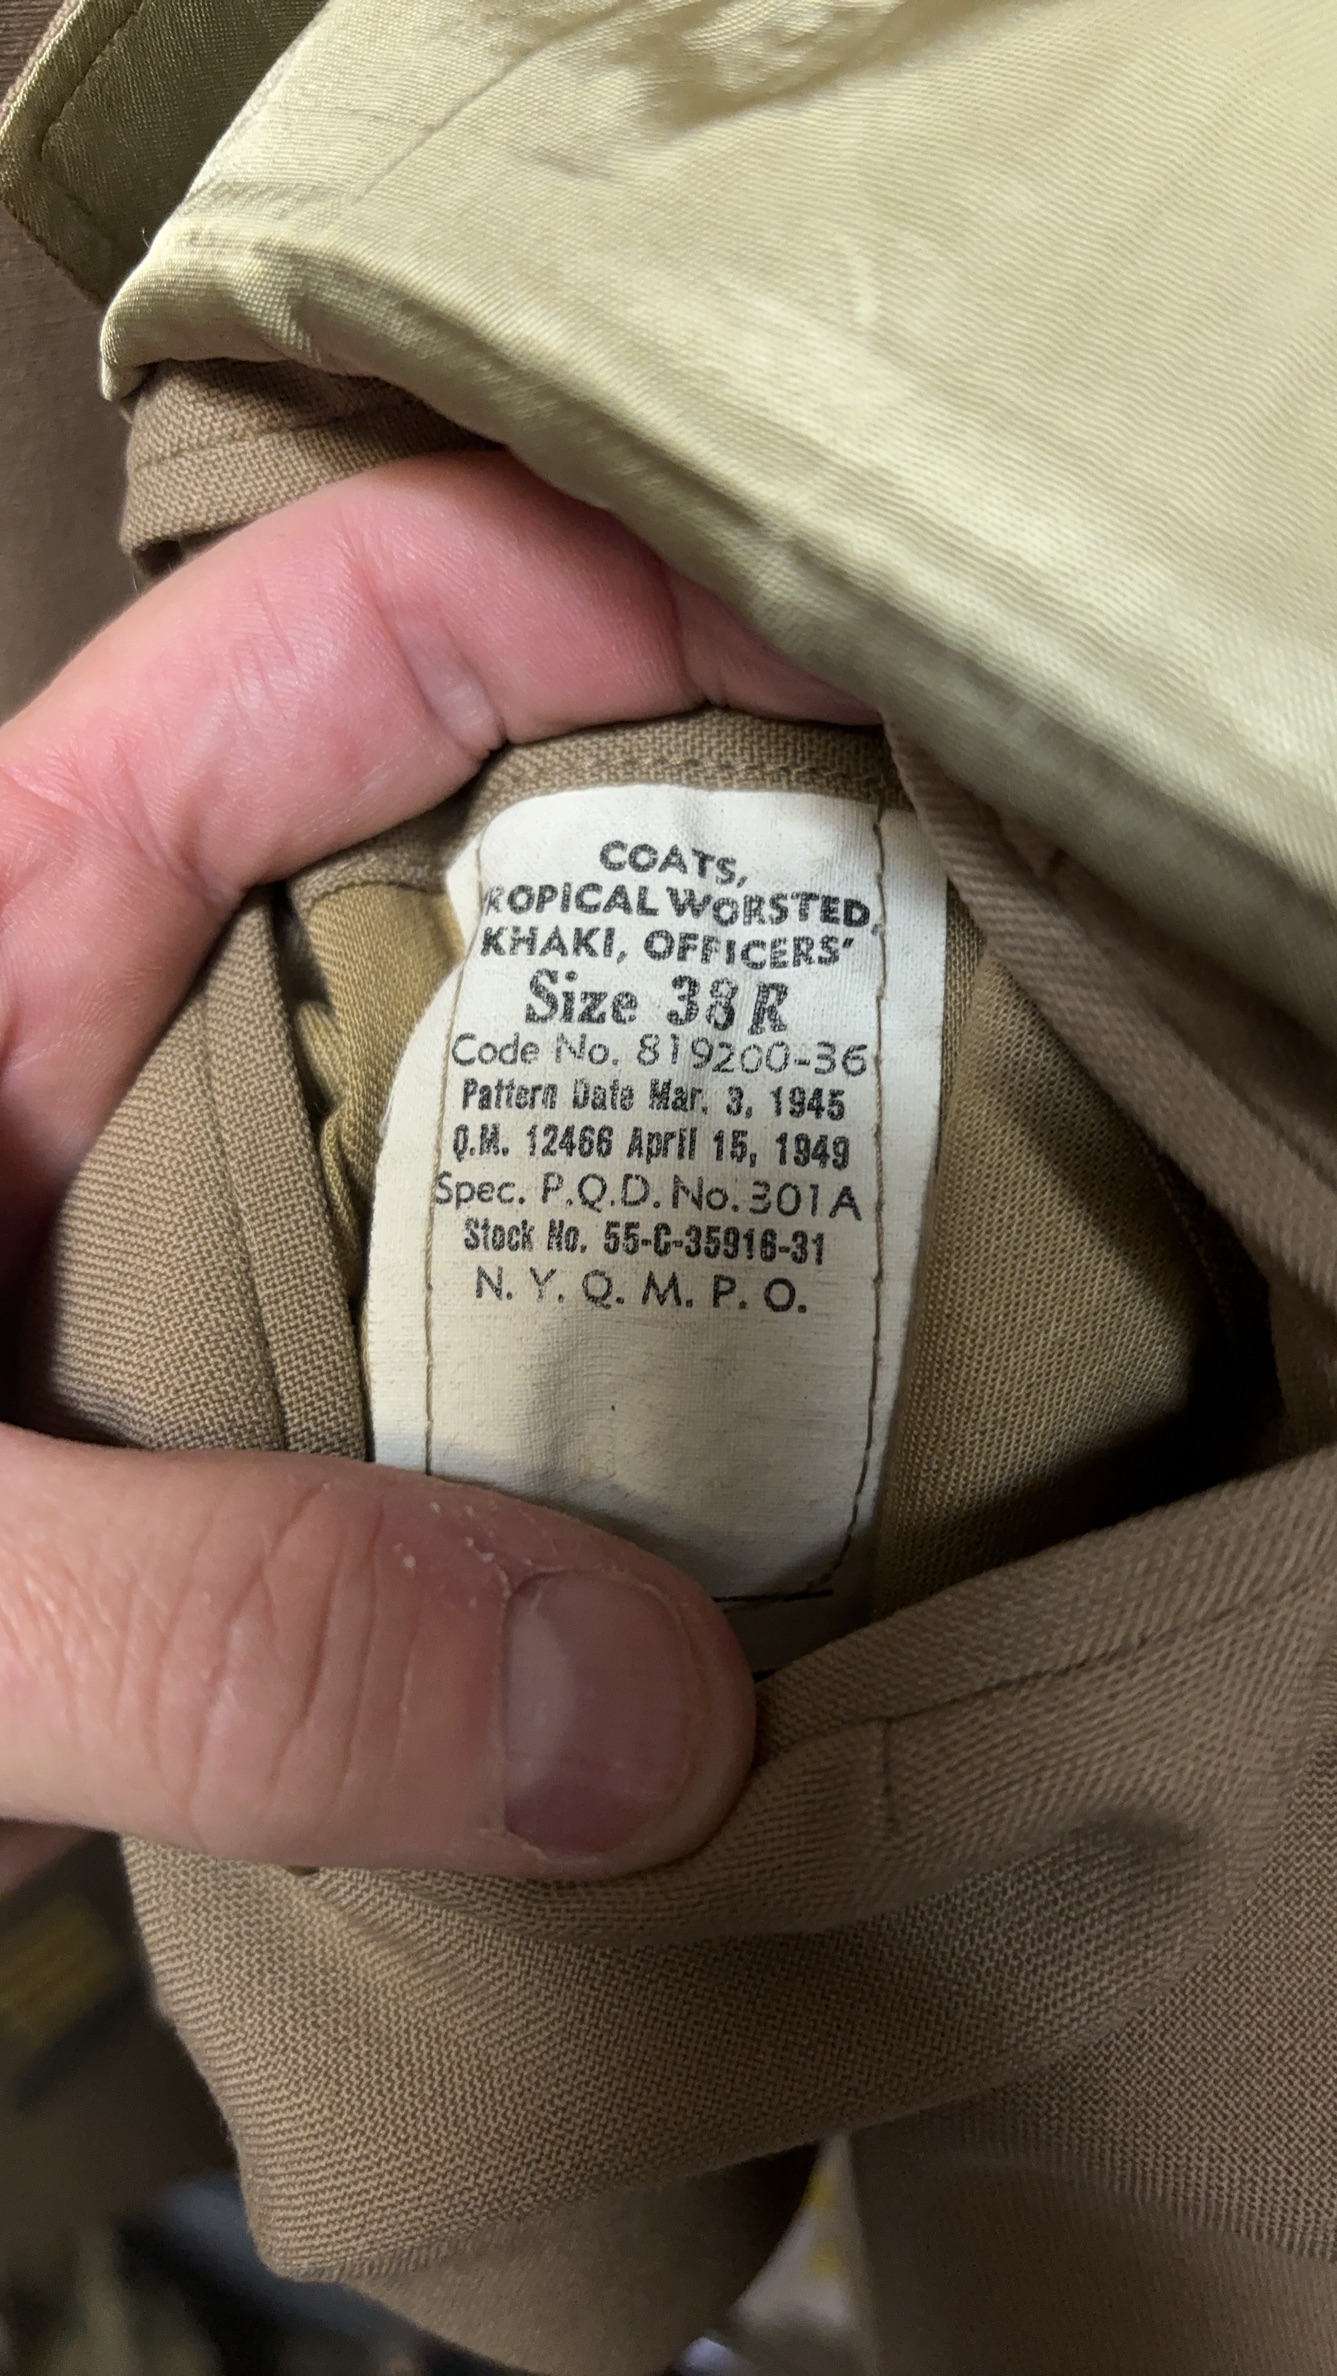 COATS,
ROPICAL WORSTED,
KHAKI, OFFICERS'
Size 38R
Code No. 819200-36
Pattern Date Mar. 3, 1945
Q.M. 12466 April 15, 1949
Spec. P.Q.D. No. 301A
Stock No. 55-C-35916-31
N. Y. Q. M. P. O.